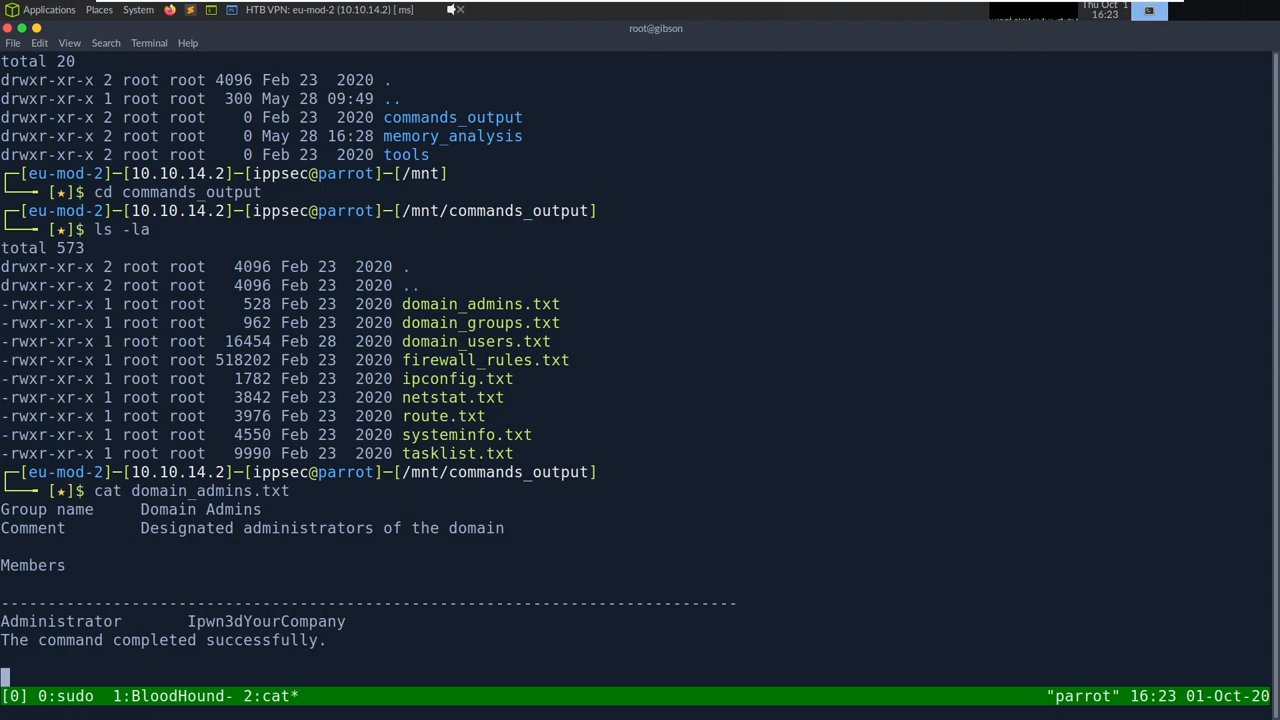 Applications Places System HTB VPN: eu-mod-2 (10.10.14.2) [ ms] Thu Oct 1
16:23
root@gibson
File Edit View Search Terminal Help
total 20
drwxr-xr-x 2 root root 4096 Feb 23  2020 .
drwxr-xr-x 1 root root  300 May 28 09:49 ..
drwxr-xr-x 2 root root    0 Feb 23  2020 commands_output
drwxr-xr-x 2 root root    0 May 28 16:28 memory_analysis
drwxr-xr-x 2 root root    0 Feb 23  2020 tools
┌─[eu-mod-2]─[10.10.14.2]─[ippsec@parrot]─[/mnt]
└──╼ [★]$ cd commands_output
┌─[eu-mod-2]─[10.10.14.2]─[ippsec@parrot]─[/mnt/commands_output]
└──╼ [★]$ ls -la
total 573
drwxr-xr-x 2 root root   4096 Feb 23  2020 .
drwxr-xr-x 2 root root   4096 Feb 23  2020 ..
-rwxr-xr-x 1 root root    528 Feb 23  2020 domain_admins.txt
-rwxr-xr-x 1 root root    962 Feb 23  2020 domain_groups.txt
-rwxr-xr-x 1 root root  16454 Feb 28  2020 domain_users.txt
-rwxr-xr-x 1 root root 518202 Feb 23  2020 firewall_rules.txt
-rwxr-xr-x 1 root root   1782 Feb 23  2020 ipconfig.txt
-rwxr-xr-x 1 root root   3842 Feb 23  2020 netstat.txt
-rwxr-xr-x 1 root root   3976 Feb 23  2020 route.txt
-rwxr-xr-x 1 root root   4550 Feb 23  2020 systeminfo.txt
-rwxr-xr-x 1 root root   9990 Feb 23  2020 tasklist.txt
┌─[eu-mod-2]─[10.10.14.2]─[ippsec@parrot]─[/mnt/commands_output]
└──╼ [★]$ cat domain_admins.txt
Group name     Domain Admins
Comment        Designated administrators of the domain
Members
-------------------------------------------------------------------------------
Administrator       Ipwn3dYourCompany
The command completed successfully.
[0] 0:sudo  1:BloodHound- 2:cat* "parrot" 16:23 01-Oct-20